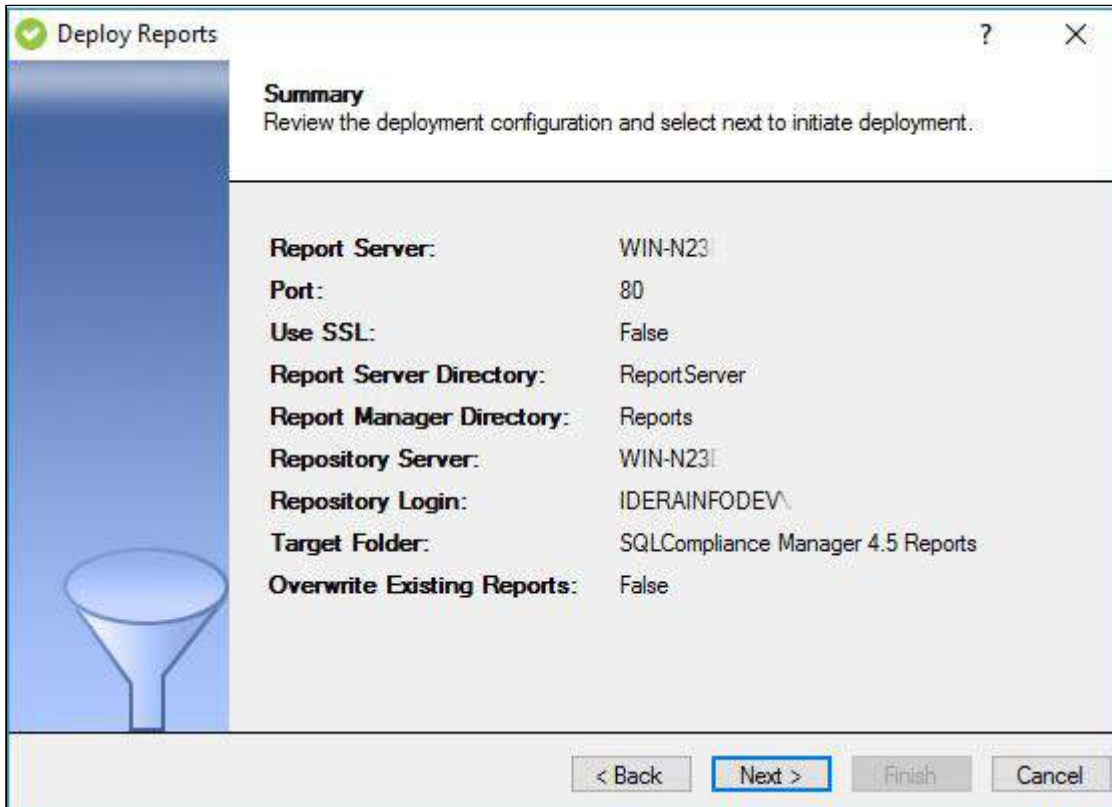 Deploy Reports ?
Summary
Review the deployment configuration and select next to initiate deployment.
Report Server: WIN-N23
Port: 80
Use SSL: False
Report Server Directory: ReportServer
Report Manager Directory: Reports
Repository Server: WIN-N23
Repository Login: IDERAINFODEV\
Target Folder: SQLCompliance Manager 4.5 Reports
Overwrite Existing Reports: False
< Back Next > Finish Cancel